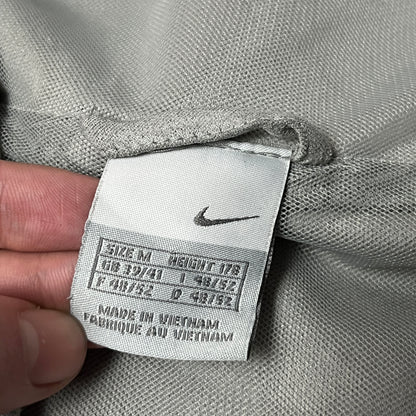 SIZE M HEIGHT 178
GB 39/41 I 48/52
F 48/52 D 48/52
MADE IN VIETNAM
FABRIQUE AU VIETNAM